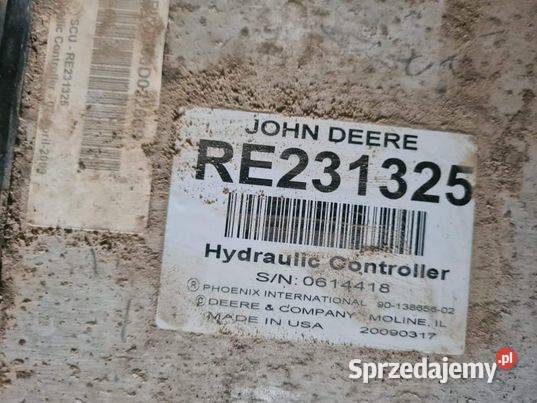 SCU - RE231325
JOHN DEERE
RE231325
Hydraulic Controller
S/N: 0614418
® PHOENIX INTERNATIONAL 90-138656-02
© DEERE & COMPANY MOLINE, IL
MADE IN USA 20090317
Sprzedajemy.pl